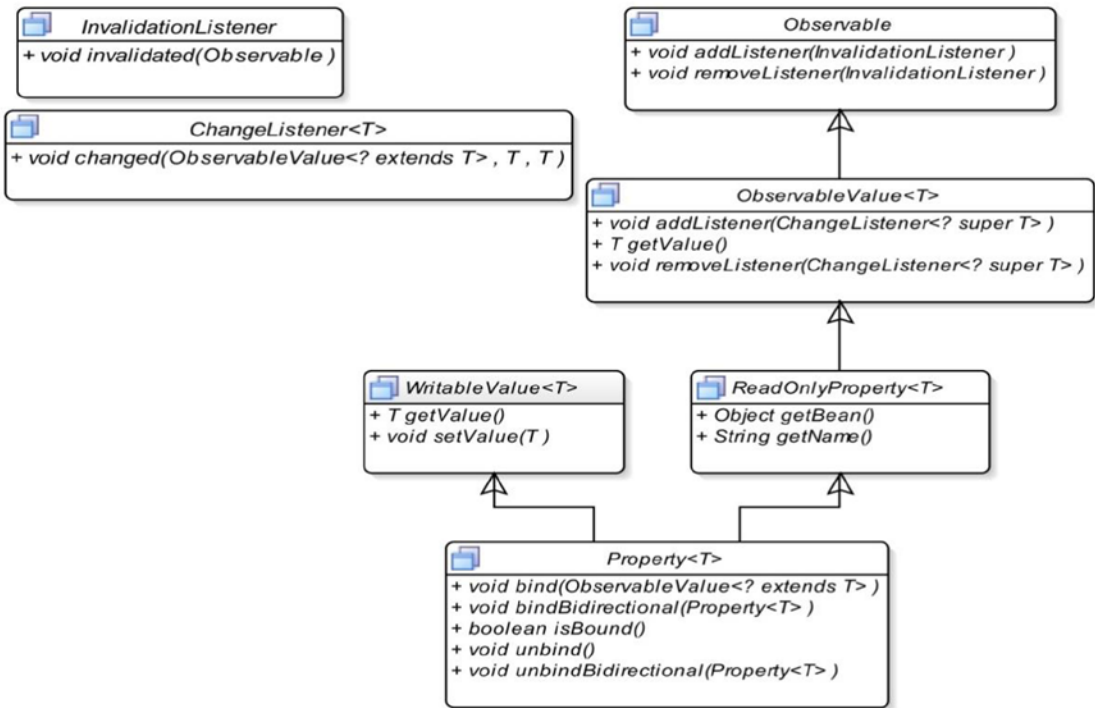 InvalidationListener
+ void invalidated(Observable )
ChangeListener<T>
+ void changed(ObservableValue<? extends T> , T , T )
Observable
+ void addListener(InvalidationListener )
+ void removeListener(InvalidationListener )
ObservableValue<T>
+ void addListener(ChangeListener<? super T> )
+ T getValue()
+ void removeListener(ChangeListener<? super T> )
WritableValue<T>
+ T getValue()
+ void setValue(T )
ReadOnlyProperty<T>
+ Object getBean()
+ String getName()
Property<T>
+ void bind(ObservableValue<? extends T> )
+ void bindBidirectional(Property<T> )
+ boolean isBound()
+ void unbind()
+ void unbindBidirectional(Property<T> )